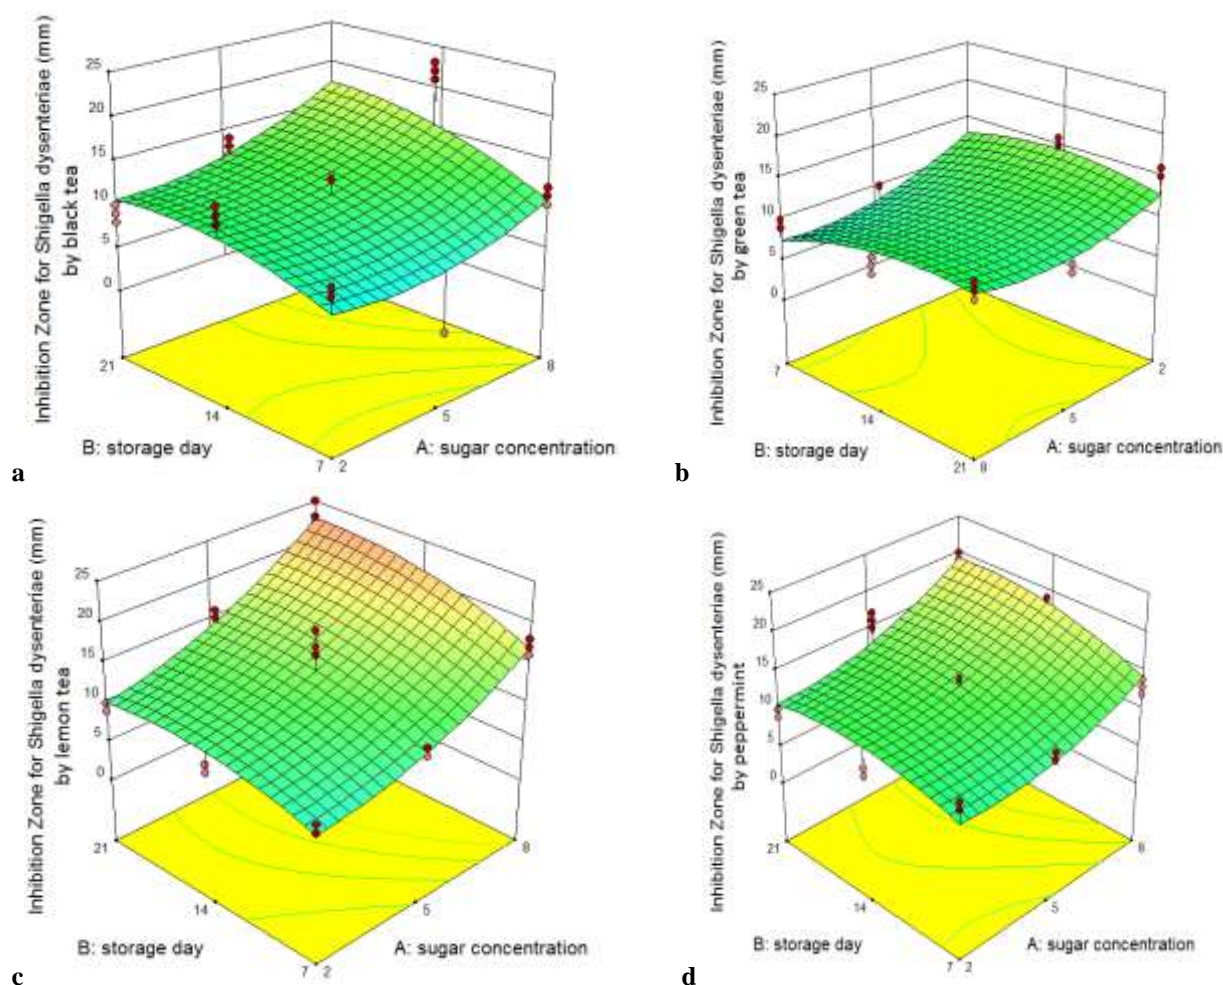 Inhibition Zone for Shigella dysenteriae (mm)
by black tea
25
20
15
10
5
0
21
14
7
2
5
8
B: storage day
A: sugar concentration
a
Inhibition Zone for Shigella dysenteriae (mm)
by green tea
25
20
15
10
5
0
7
14
21
8
5
2
B: storage day
A: sugar concentration
b
Inhibition Zone for Shigella dysenteriae (mm)
by lemon tea
25
20
15
10
5
0
21
14
7
2
5
8
B: storage day
A: sugar concentration
c
Inhibition Zone for Shigella dysenteriae (mm)
by peppermint
25
20
15
10
5
0
21
14
7
2
5
8
B: storage day
A: sugar concentration
d